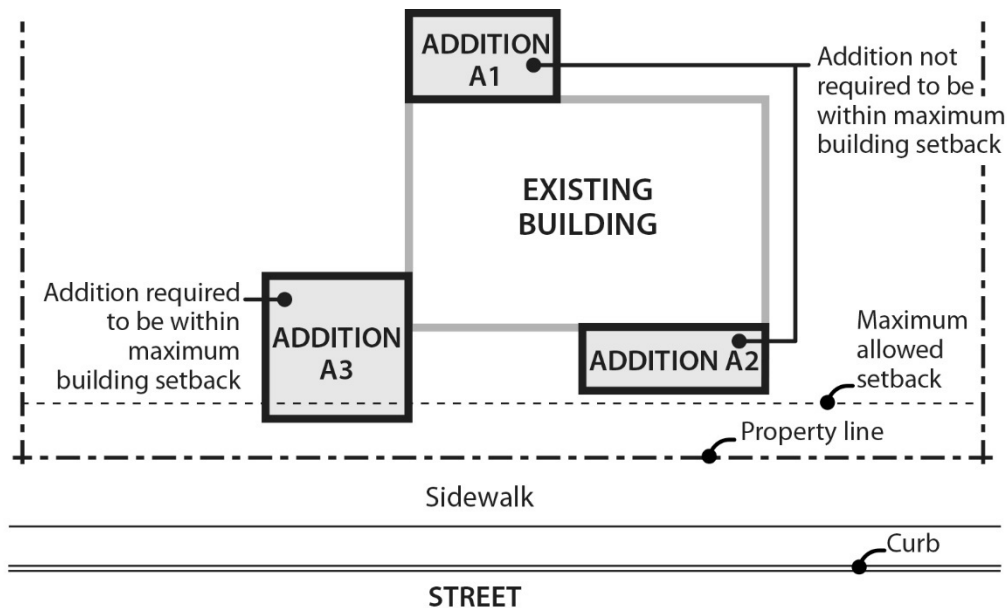 ADDITION
A1
Addition not
required to be
within maximum
building setback
EXISTING
BUILDING
Addition required
to be within
maximum
building setback
ADDITION
A3
ADDITION A2
Maximum
allowed
setback
Property line
Sidewalk
Curb
STREET